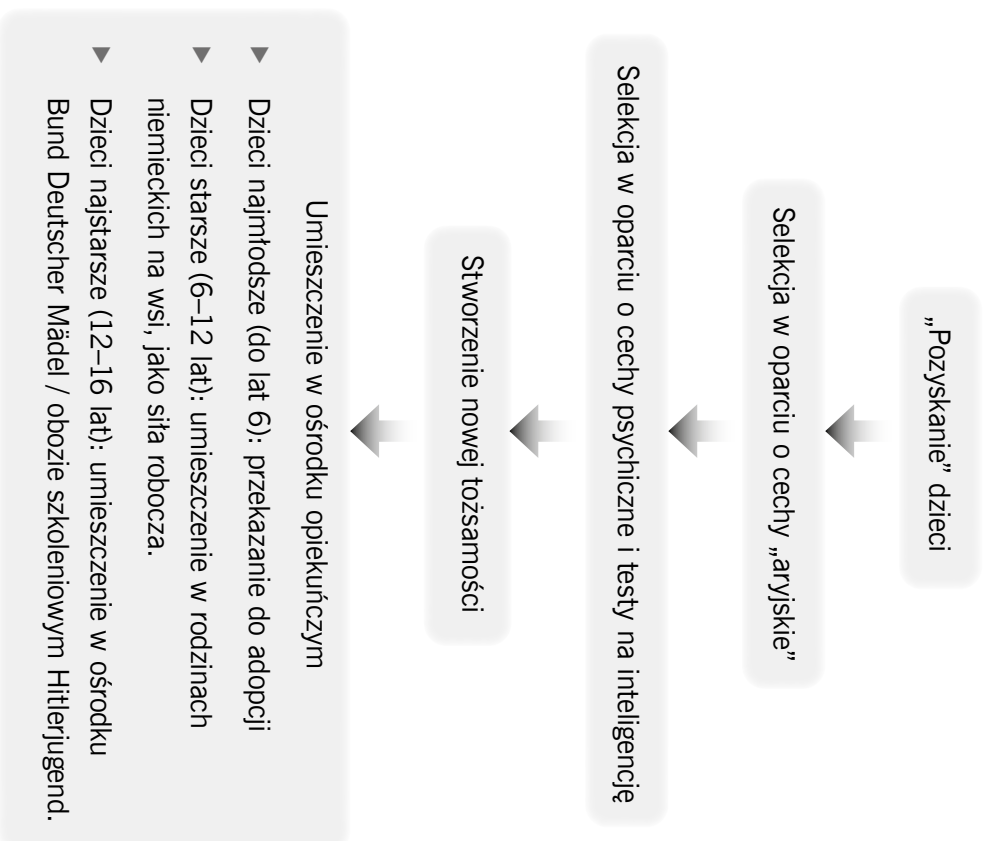 „Pozyskanie” dzieci
Selekcja w oparciu o cechy „aryjskie”
Selekcja w oparciu o cechy psychiczne i testy na inteligencję
Stworzenie nowej tożsamości
Umieszczenie w ośrodku opiekuńczym
▶ Dzieci najmłodsze (do lat 6): przekazanie do adopcji
▶ Dzieci starsze (6–12 lat): umieszczenie w rodzinach
niemieckich na wsi, jako siła robocza.
▶ Dzieci najstarsze (12–16 lat): umieszczenie w ośrodku
Bund Deutscher Mädel / obozie szkoleniowym Hitlerjugend.